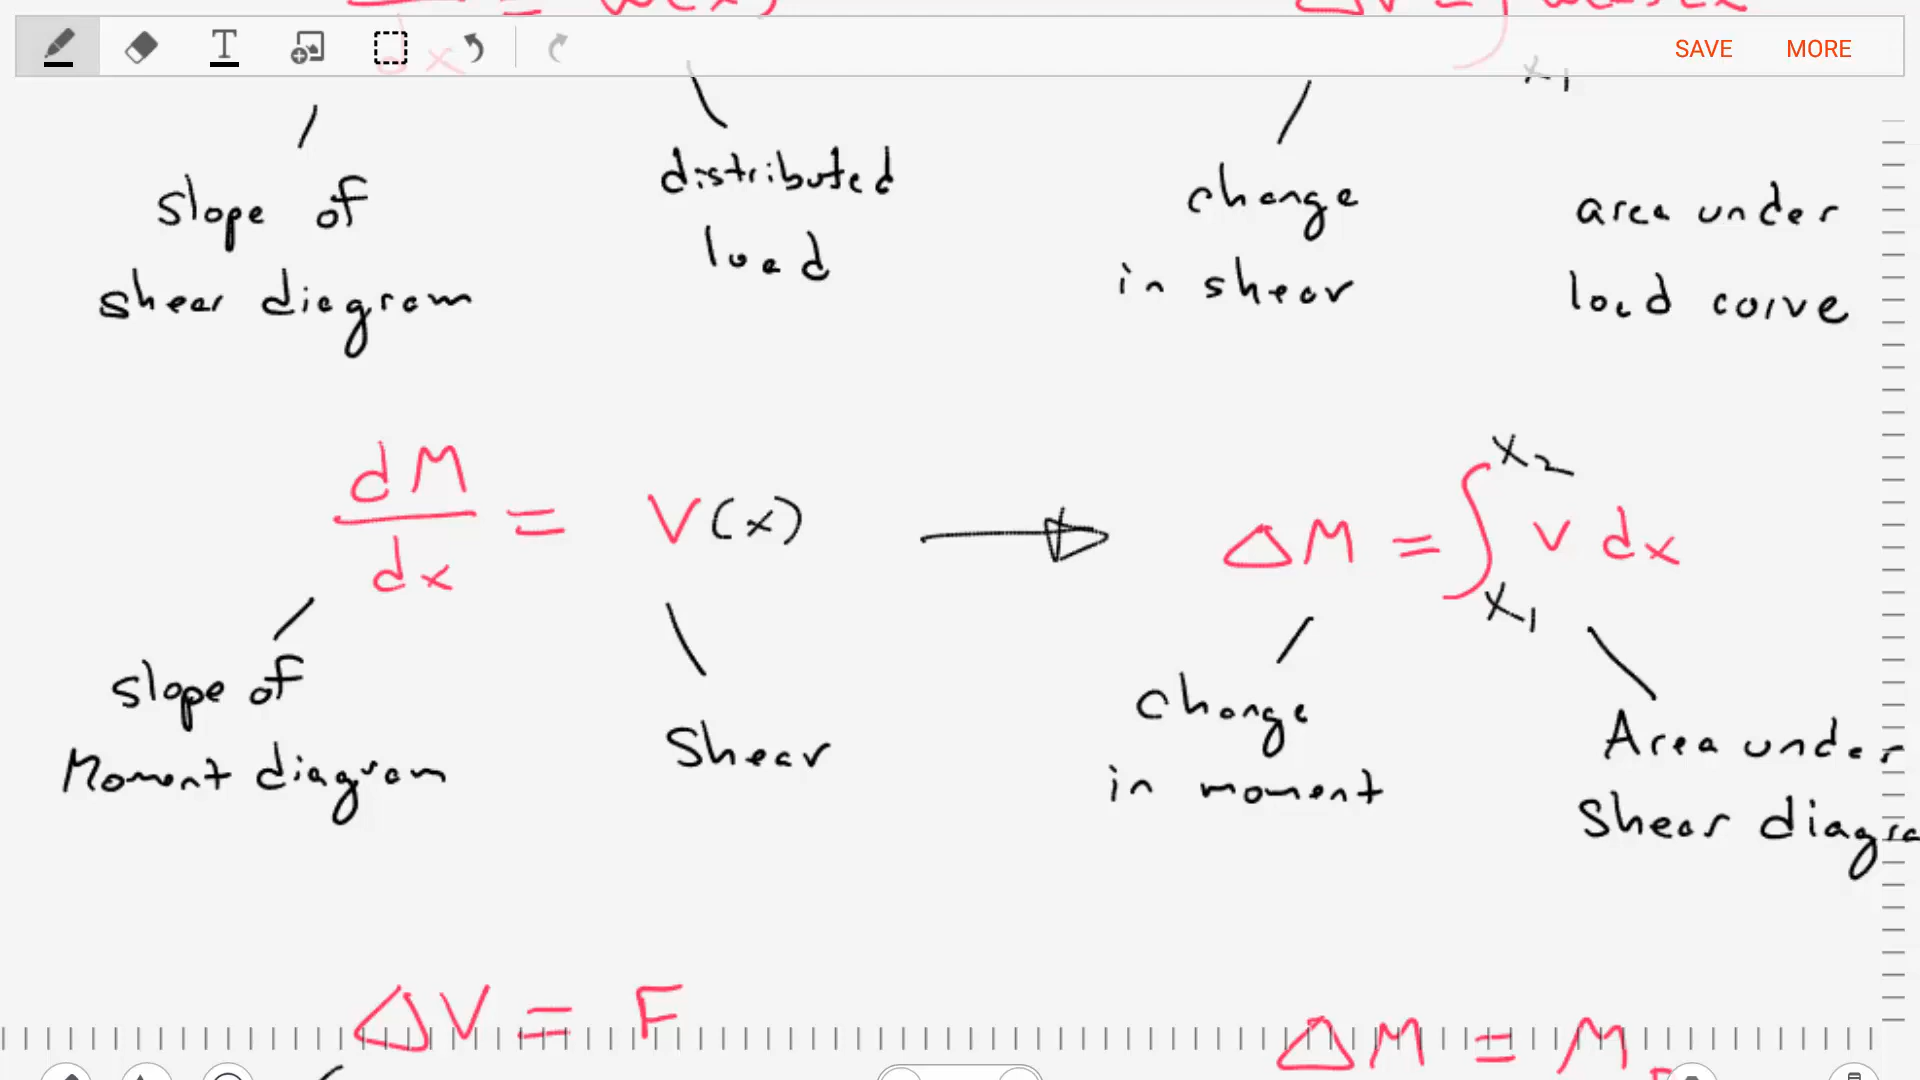 SAVE MORE
x1
slope of
shear diagram
distributed
load
change
in shear
area under
load curve
dM/dx = V(x)
ΔM = ∫ x2 x1 V dx
slope of
Moment diagram
Shear
Change
in moment
Area under
Shear diagra
ΔV = F
ΔM = M